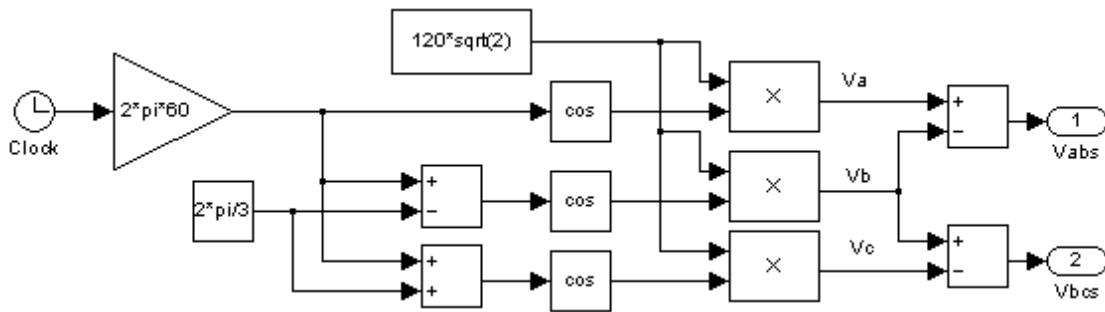 120*sqrt(2)
Va
2*pi*60
cos
×
+
−
1
Clock
Vabs
2*pi/3
+
−
cos
×
Vb
+
+
cos
×
Vc
+
−
2
Vbcs